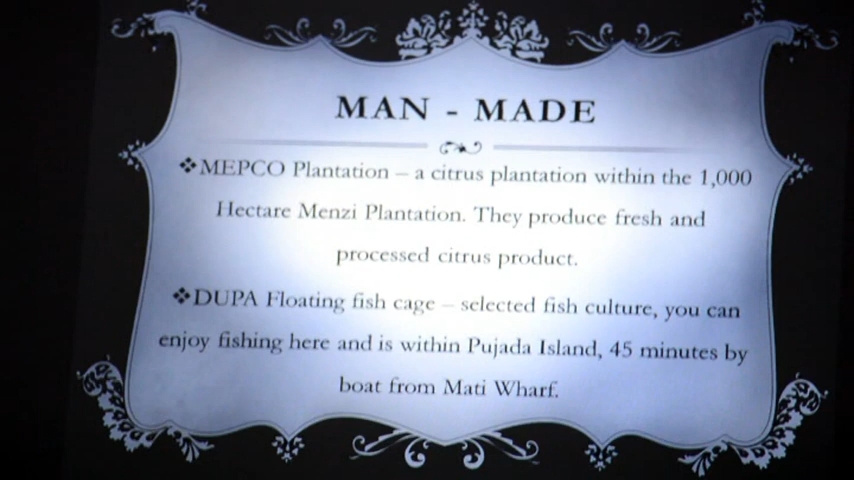 MAN - MADE
❖MEPCO Plantation – a citrus plantation within the 1,000
Hectare Menzi Plantation. They produce fresh and
processed citrus product.
❖DUPA Floating fish cage – selected fish culture, you can
enjoy fishing here and is within Pujada Island, 45 minutes by
boat from Mati Wharf.